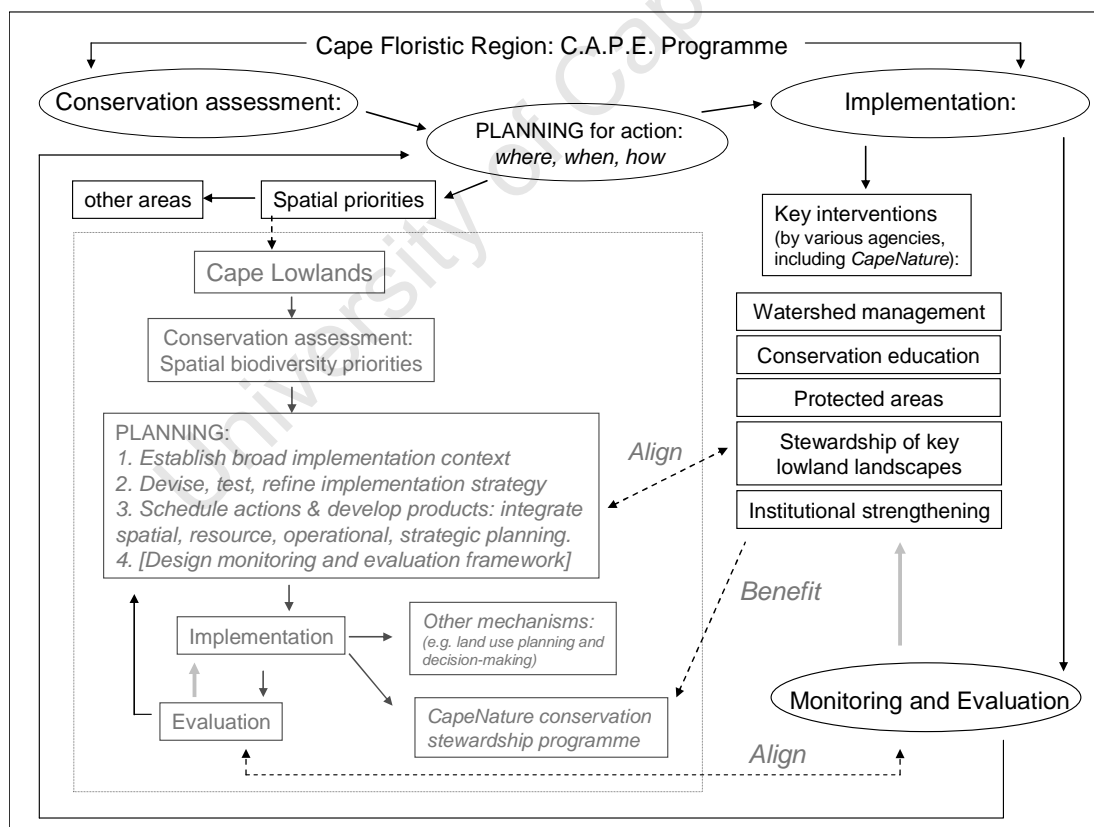 Cape Floristic Region: C.A.P.E. Programme
Conservation assessment:
Implementation:
PLANNING for action:
where, when, how
other areas
Spatial priorities
Key interventions
(by various agencies,
including CapeNature):
Cape Lowlands
Conservation assessment:
Spatial biodiversity priorities
Watershed management
Conservation education
Protected areas
Stewardship of key
lowland landscapes
Institutional strengthening
PLANNING:
1. Establish broad implementation context
2. Devise, test, refine implementation strategy
3. Schedule actions & develop products: integrate
spatial, resource, operational, strategic planning.
4. [Design monitoring and evaluation framework]
Align
Benefit
Implementation
Other mechanisms:
(e.g. land use planning and
decision-making)
Evaluation
CapeNature conservation
stewardship programme
Monitoring and Evaluation
Align
University of Cap